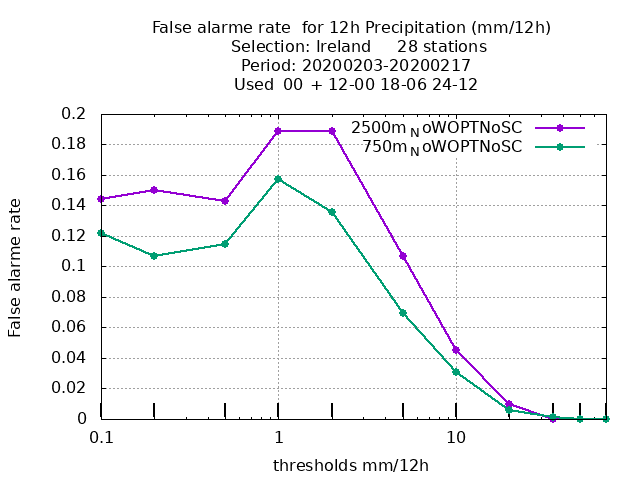 False alarme rate  for 12h Precipitation (mm/12h)
Selection: Ireland     28 stations
Period: 20200203-20200217
Used  00  + 12-00 18-06 24-12
2500m_NoWOPTNoSC
750m_NoWOPTNoSC
False alarme rate
0.2
0.18
0.16
0.14
0.12
0.1
0.08
0.06
0.04
0.02
0
0.1 1 10
thresholds mm/12h